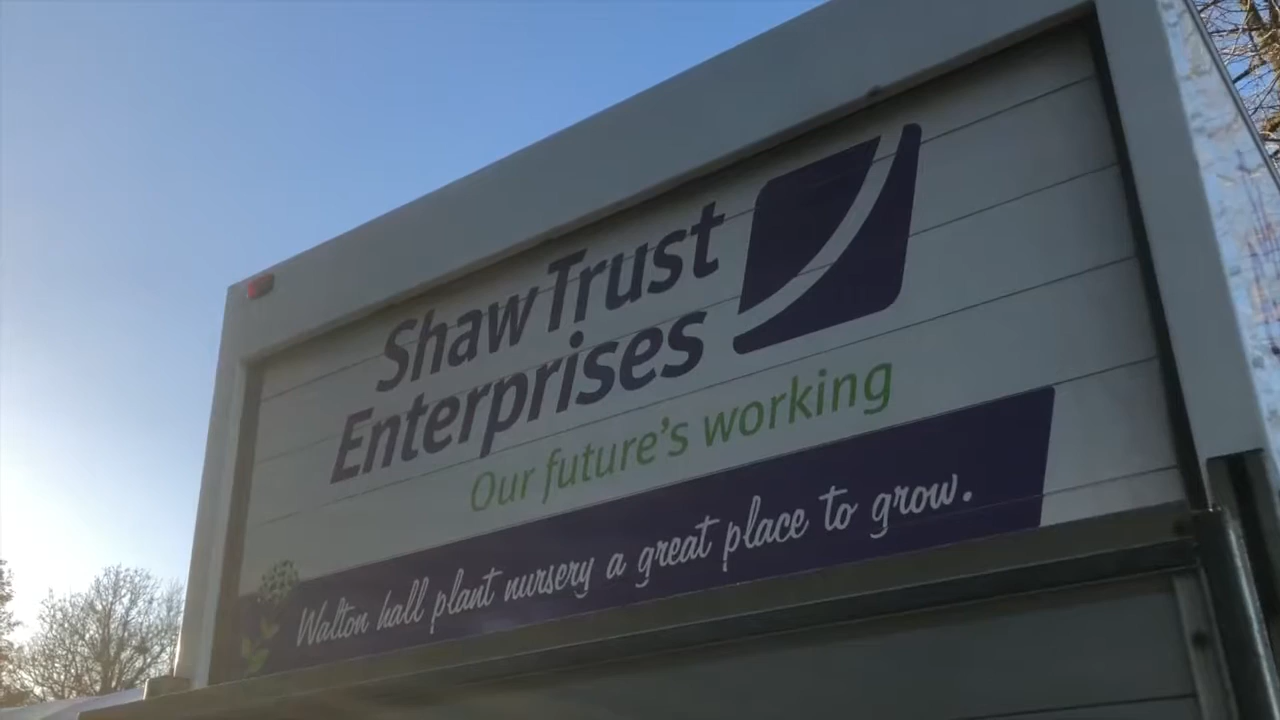 Shaw Trust
Enterprises
Our future's working
Walton hall plant nursery a great place to grow.